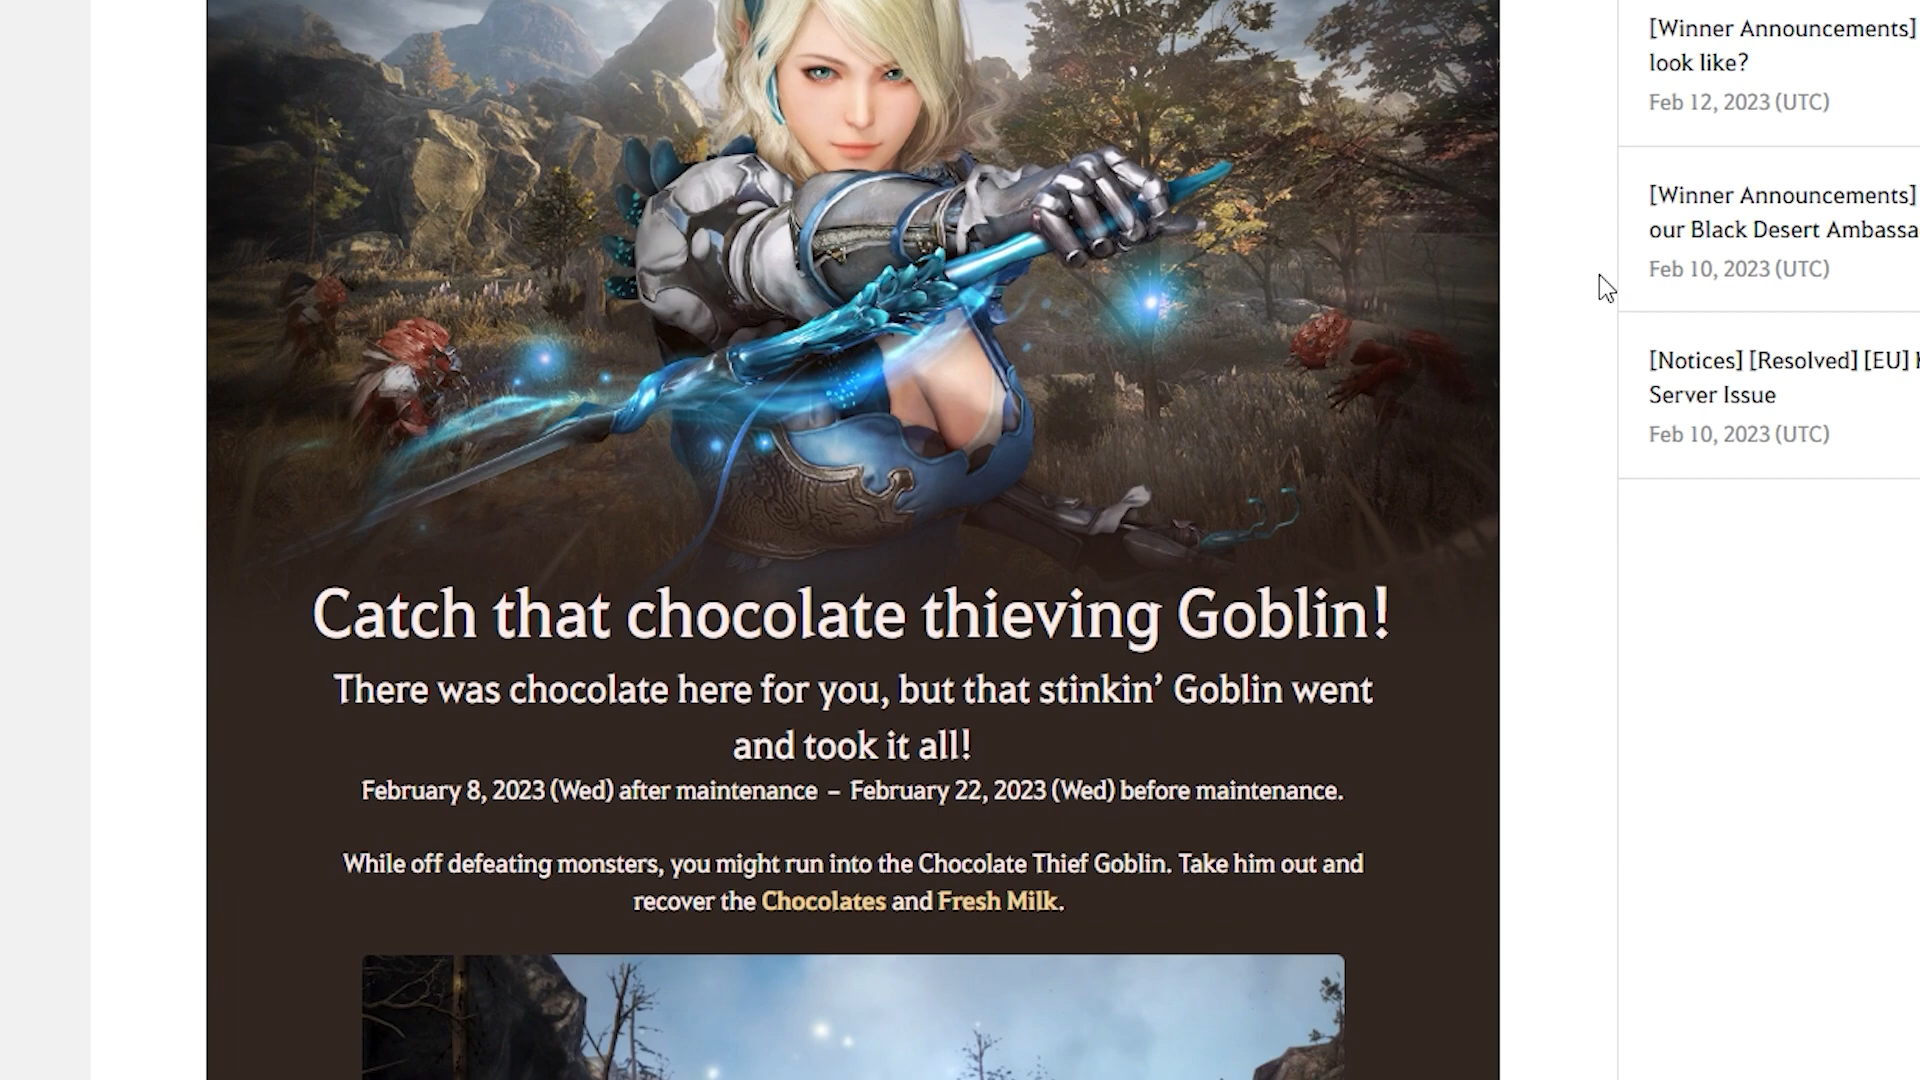 Catch that chocolate thieving Goblin!
There was chocolate here for you, but that stinkin’ Goblin went
and took it all!
February 8, 2023 (Wed) after maintenance – February 22, 2023 (Wed) before maintenance.
While off defeating monsters, you might run into the Chocolate Thief Goblin. Take him out and
recover the Chocolates and Fresh Milk.
[Winner Announcements]
look like?
Feb 12, 2023 (UTC)
[Winner Announcements]
our Black Desert
Feb 10, 2023 (UTC)
[Notices] [Resolved] [EU]
Server Issue
Feb 10, 2023 (UTC)